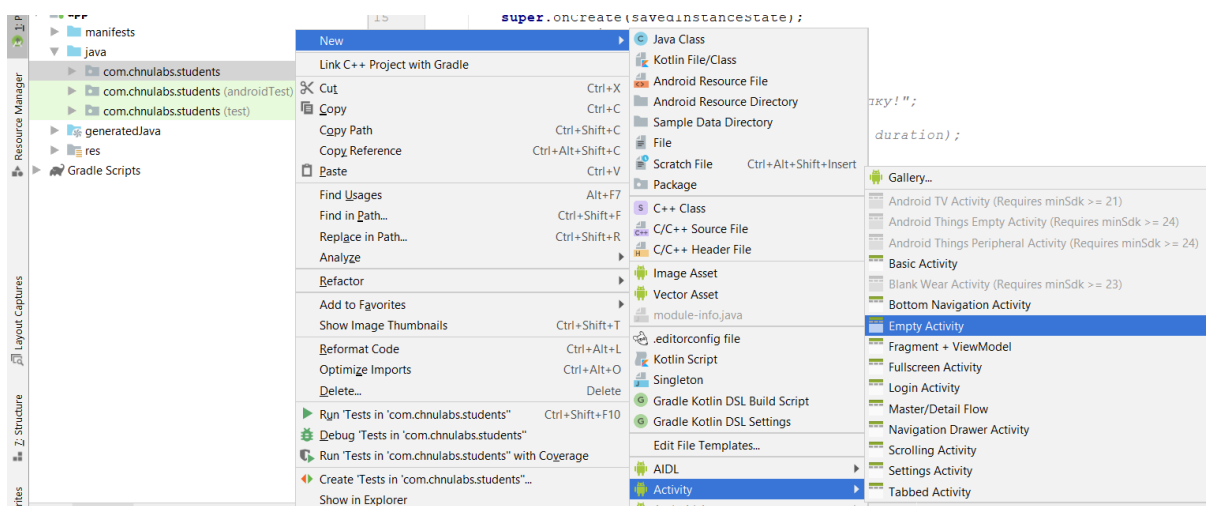 app
manifests
java
com.chnulabs.students
com.chnulabs.students (androidTest)
com.chnulabs.students (test)
generatedJava
res
Gradle Scripts
Resource Manager
Layout Captures
Z: Structure
15
super.onCreate(savedInstanceState);
ку!";
duration);
New
Link C++ Project with Gradle
Cut Ctrl+X
Copy Ctrl+C
Copy Path Ctrl+Shift+C
Copy Reference Ctrl+Alt+Shift+C
Paste Ctrl+V
Find Usages Alt+F7
Find in Path... Ctrl+Shift+F
Replace in Path... Ctrl+Shift+R
Analyze
Refactor
Add to Favorites
Show Image Thumbnails Ctrl+Shift+T
Reformat Code Ctrl+Alt+L
Optimize Imports Ctrl+Alt+O
Delete... Delete
Run 'Tests in 'com.chnulabs.students'' Ctrl+Shift+F10
Debug 'Tests in 'com.chnulabs.students''
Run 'Tests in 'com.chnulabs.students'' with Coverage
Create 'Tests in 'com.chnulabs.students''...
Show in Explorer
Java Class
Kotlin File/Class
Android Resource File
Android Resource Directory
Sample Data Directory
File
Scratch File Ctrl+Alt+Shift+Insert
Package
C++ Class
C/C++ Source File
C/C++ Header File
Image Asset
Vector Asset
module-info.java
.editorconfig file
Kotlin Script
Singleton
Gradle Kotlin DSL Build Script
Gradle Kotlin DSL Settings
Edit File Templates...
AIDL
Activity
Gallery...
Android TV Activity (Requires minSdk >= 21)
Android Things Empty Activity (Requires minSdk >= 24)
Android Things Peripheral Activity (Requires minSdk >= 24)
Basic Activity
Blank Wear Activity (Requires minSdk >= 23)
Bottom Navigation Activity
Empty Activity
Fragment + ViewModel
Fullscreen Activity
Login Activity
Master/Detail Flow
Navigation Drawer Activity
Scrolling Activity
Settings Activity
Tabbed Activity